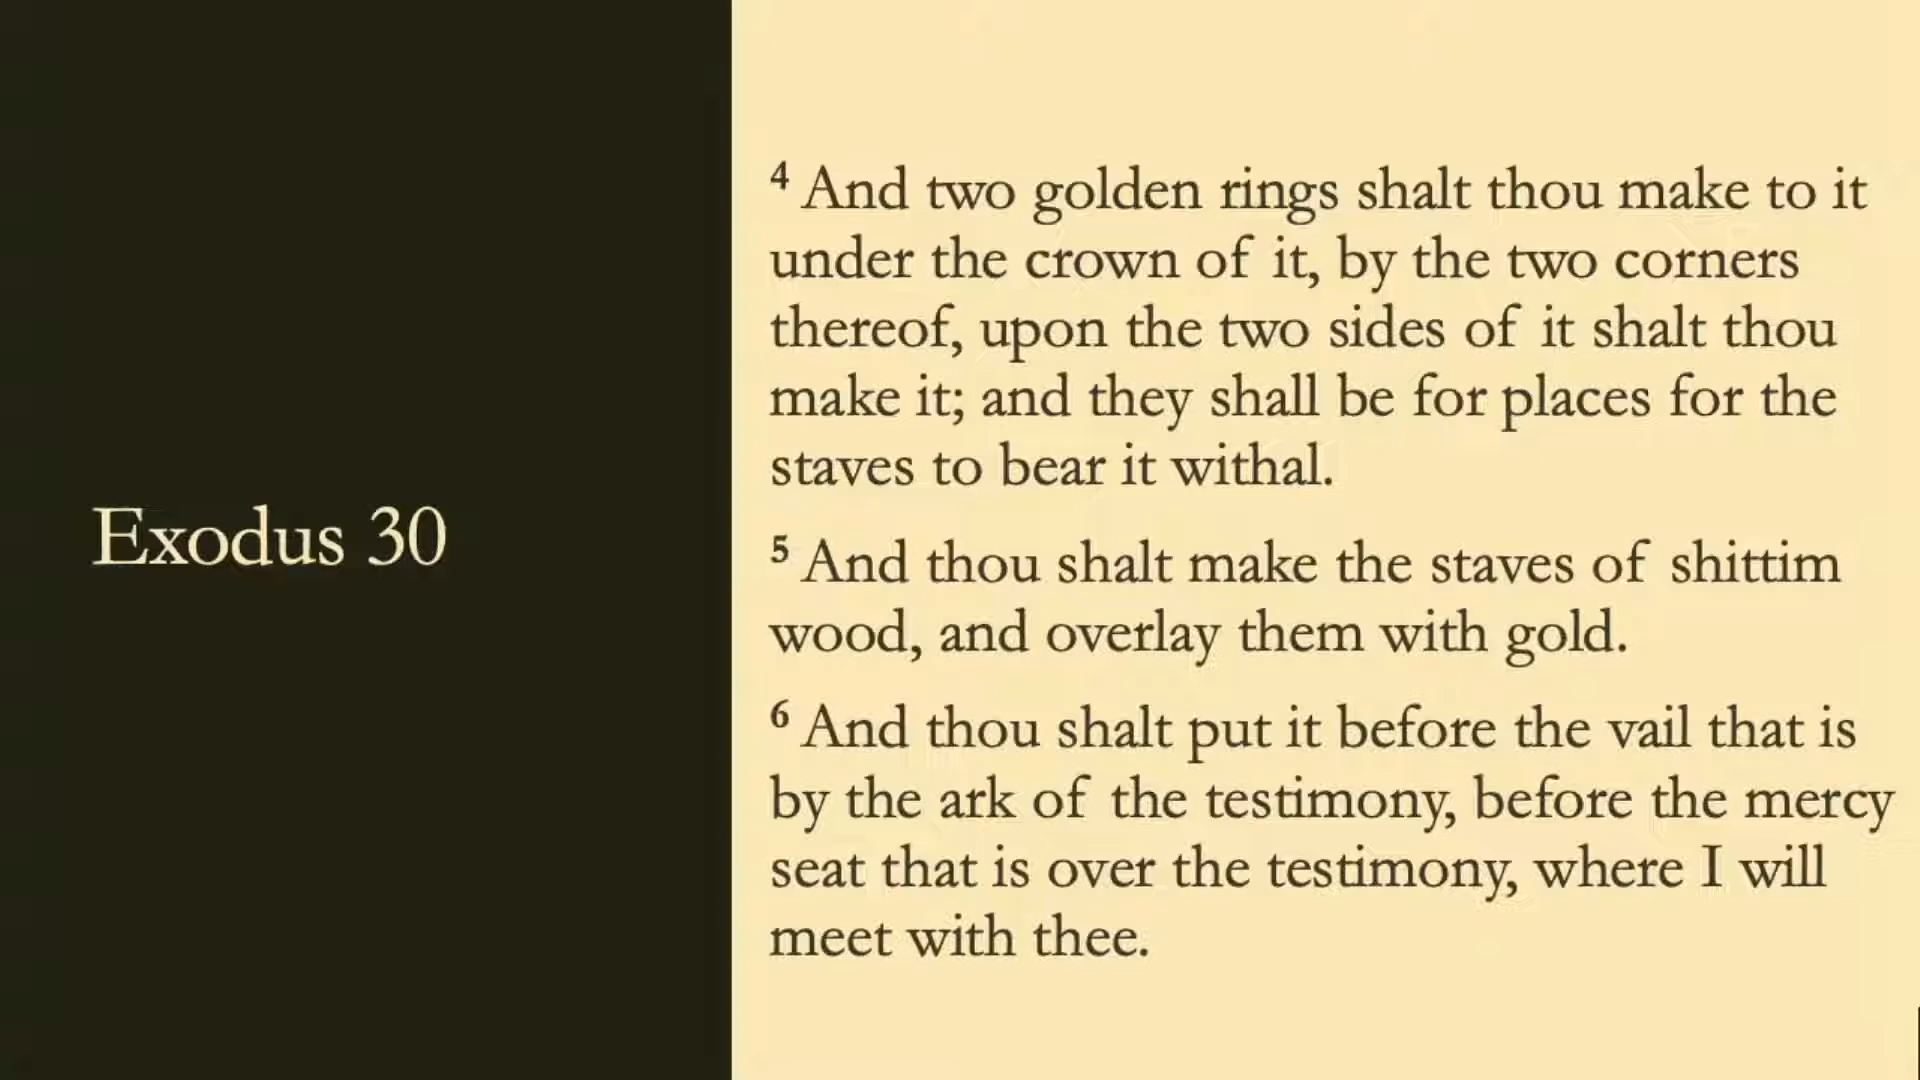 Exodus 30
4 And two golden rings shalt thou make to it
under the crown of it, by the two corners
thereof, upon the two sides of it shalt thou
make it; and they shall be for places for the
staves to bear it withal.
5 And thou shalt make the staves of shittim
wood, and overlay them with gold.
6 And thou shalt put it before the vail that is
by the ark of the testimony, before the mercy
seat that is over the testimony, where I will
meet with thee.